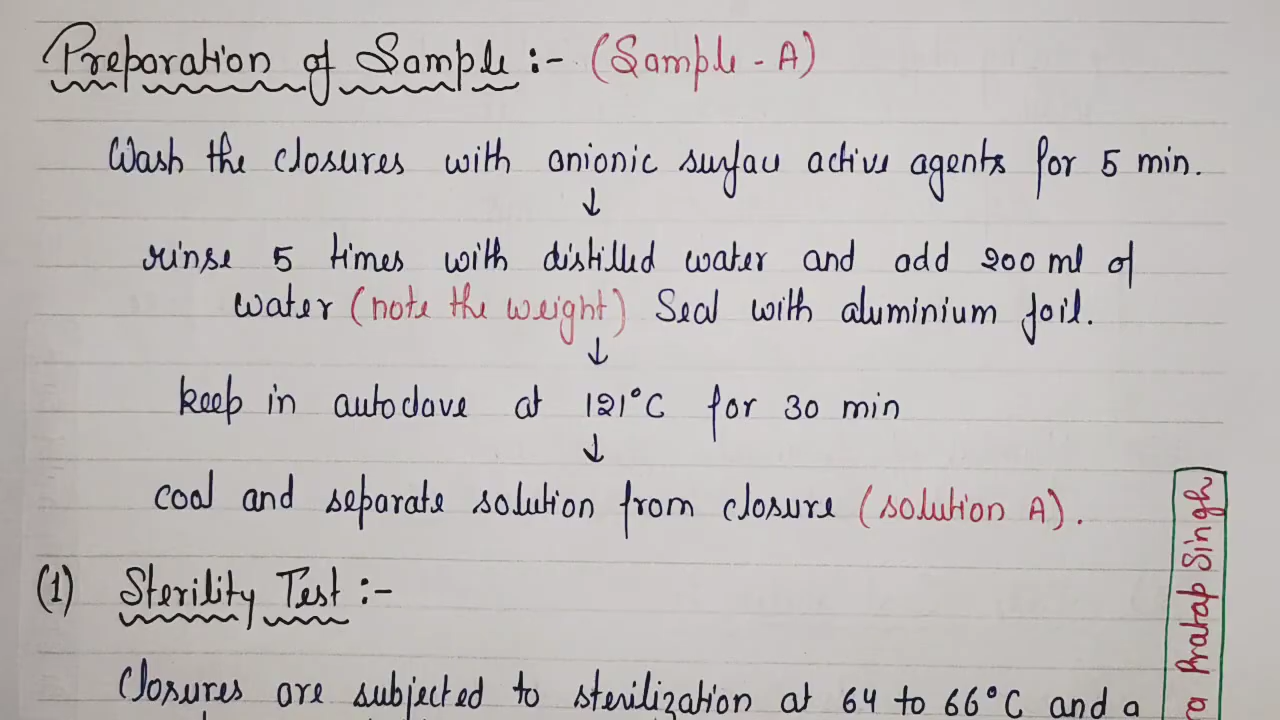 Preparation of Sample :- (Sample - A)
Wash the closures with anionic surface active agents for 5 min.
↓
rinse 5 times with distilled water and add 200 ml of
water (note the weight) Seal with aluminium foil.
↓
keep in autoclave at 121°C for 30 min
↓
cool and separate solution from closure (solution A).
(1) Sterility Test :-
Closures are subjected to sterilization at 64 to 66°C and a
Pratap Singh